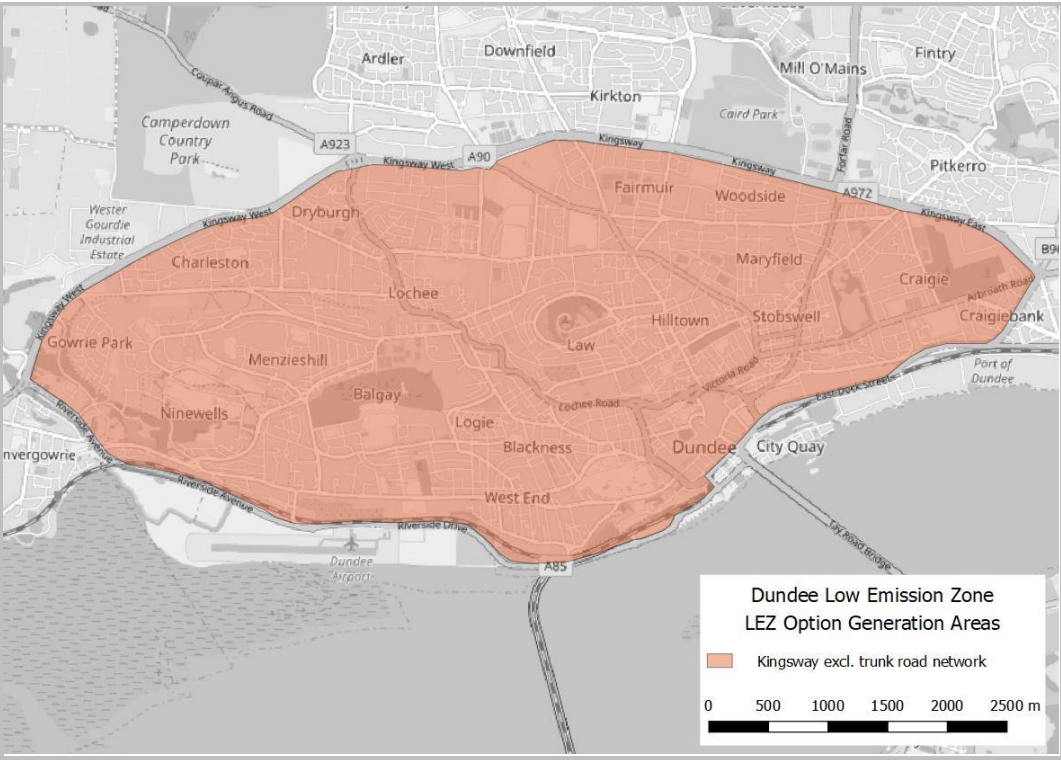 Ardler
Downfield
Fintry
Mill O'Mains
Kirkton
Coupar Angus Road
Caird Park
Camperdown
Country
Park
A923
Kingsway
Forfar Road
A90
Kingsway West
Kingsway
Pitkerro
Fairmuir
Woodside
A972
Wester
Gourdie
Industrial
Estate
Kingsway West
Dryburgh
Kingsway East
Charleston
Maryfield
Craigie
Arbroath Road
Lochee
Kingsway West
Hilltown
Stobswell
Craigiebank
Gowrie Park
Law
Menzieshill
Victoria Road
Port of
Dundee
Balgay
East Dock Street
Lochee Road
Ninewells
Riverside Avenue
Logie
Blackness
Dundee
City Quay
nvergowrie
Riverside Avenue
West End
Riverside Drive
Tay Road Bridge
Dundee
Airport
A85
Dundee Low Emission Zone
LEZ Option Generation Areas
Kingsway excl. trunk road network
0 500 1000 1500 2000 2500 m